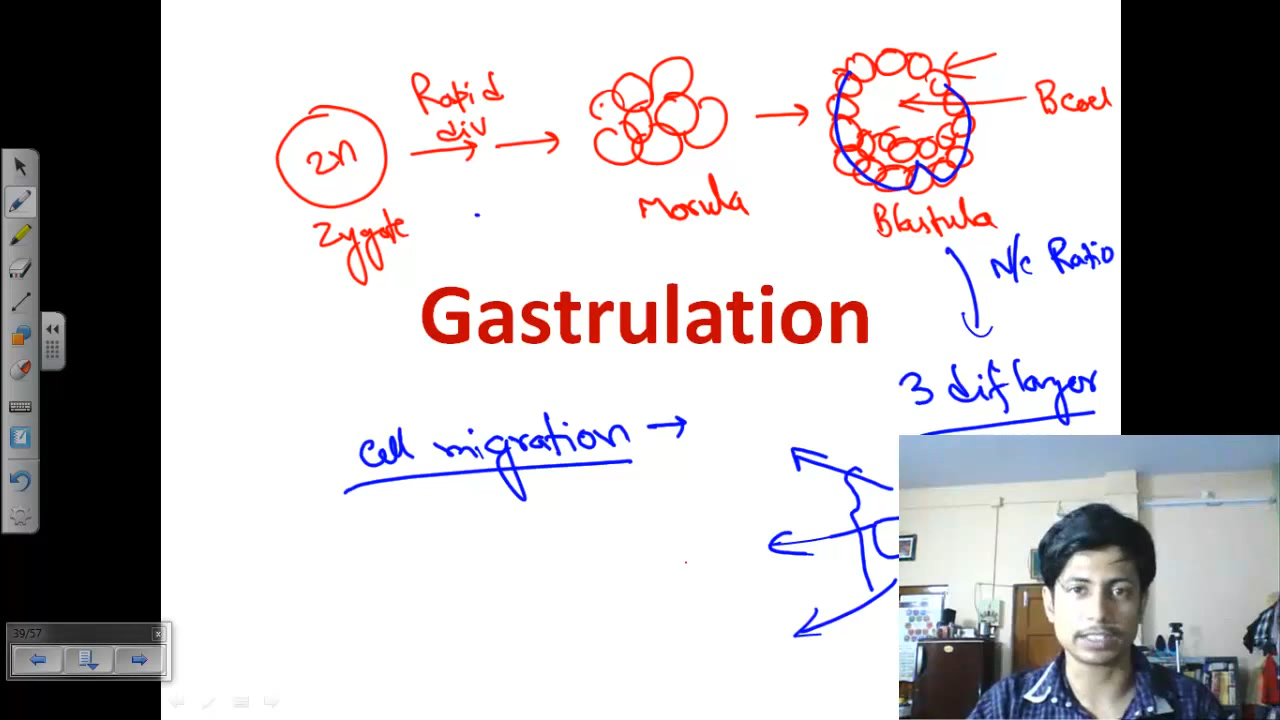 Rapid
div
2n
Bcoel
Zygote
Morula
Blastula
N/c Ratio
Gastrulation
3 dif layer
cell migration
39/57